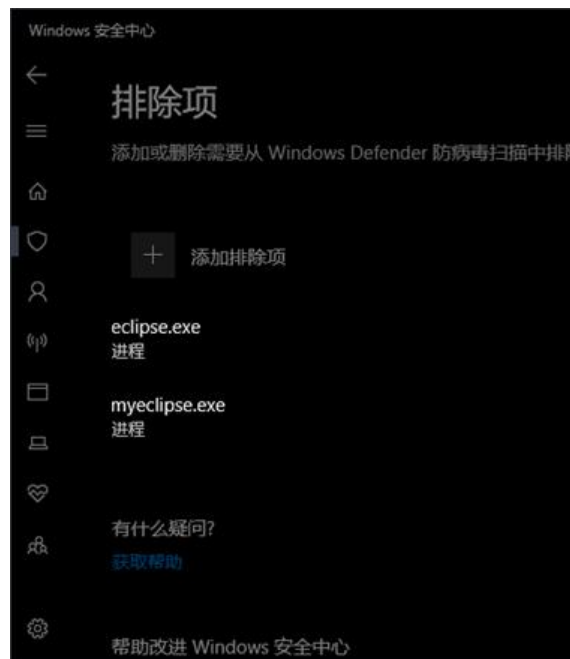 Windows 安全中心
排除项
添加或删除需要从 Windows Defender 防病毒扫描中排
添加排除项
eclipse.exe
进程
myeclipse.exe
进程
有什么疑问?
获取帮助
帮助改进 Windows 安全中心